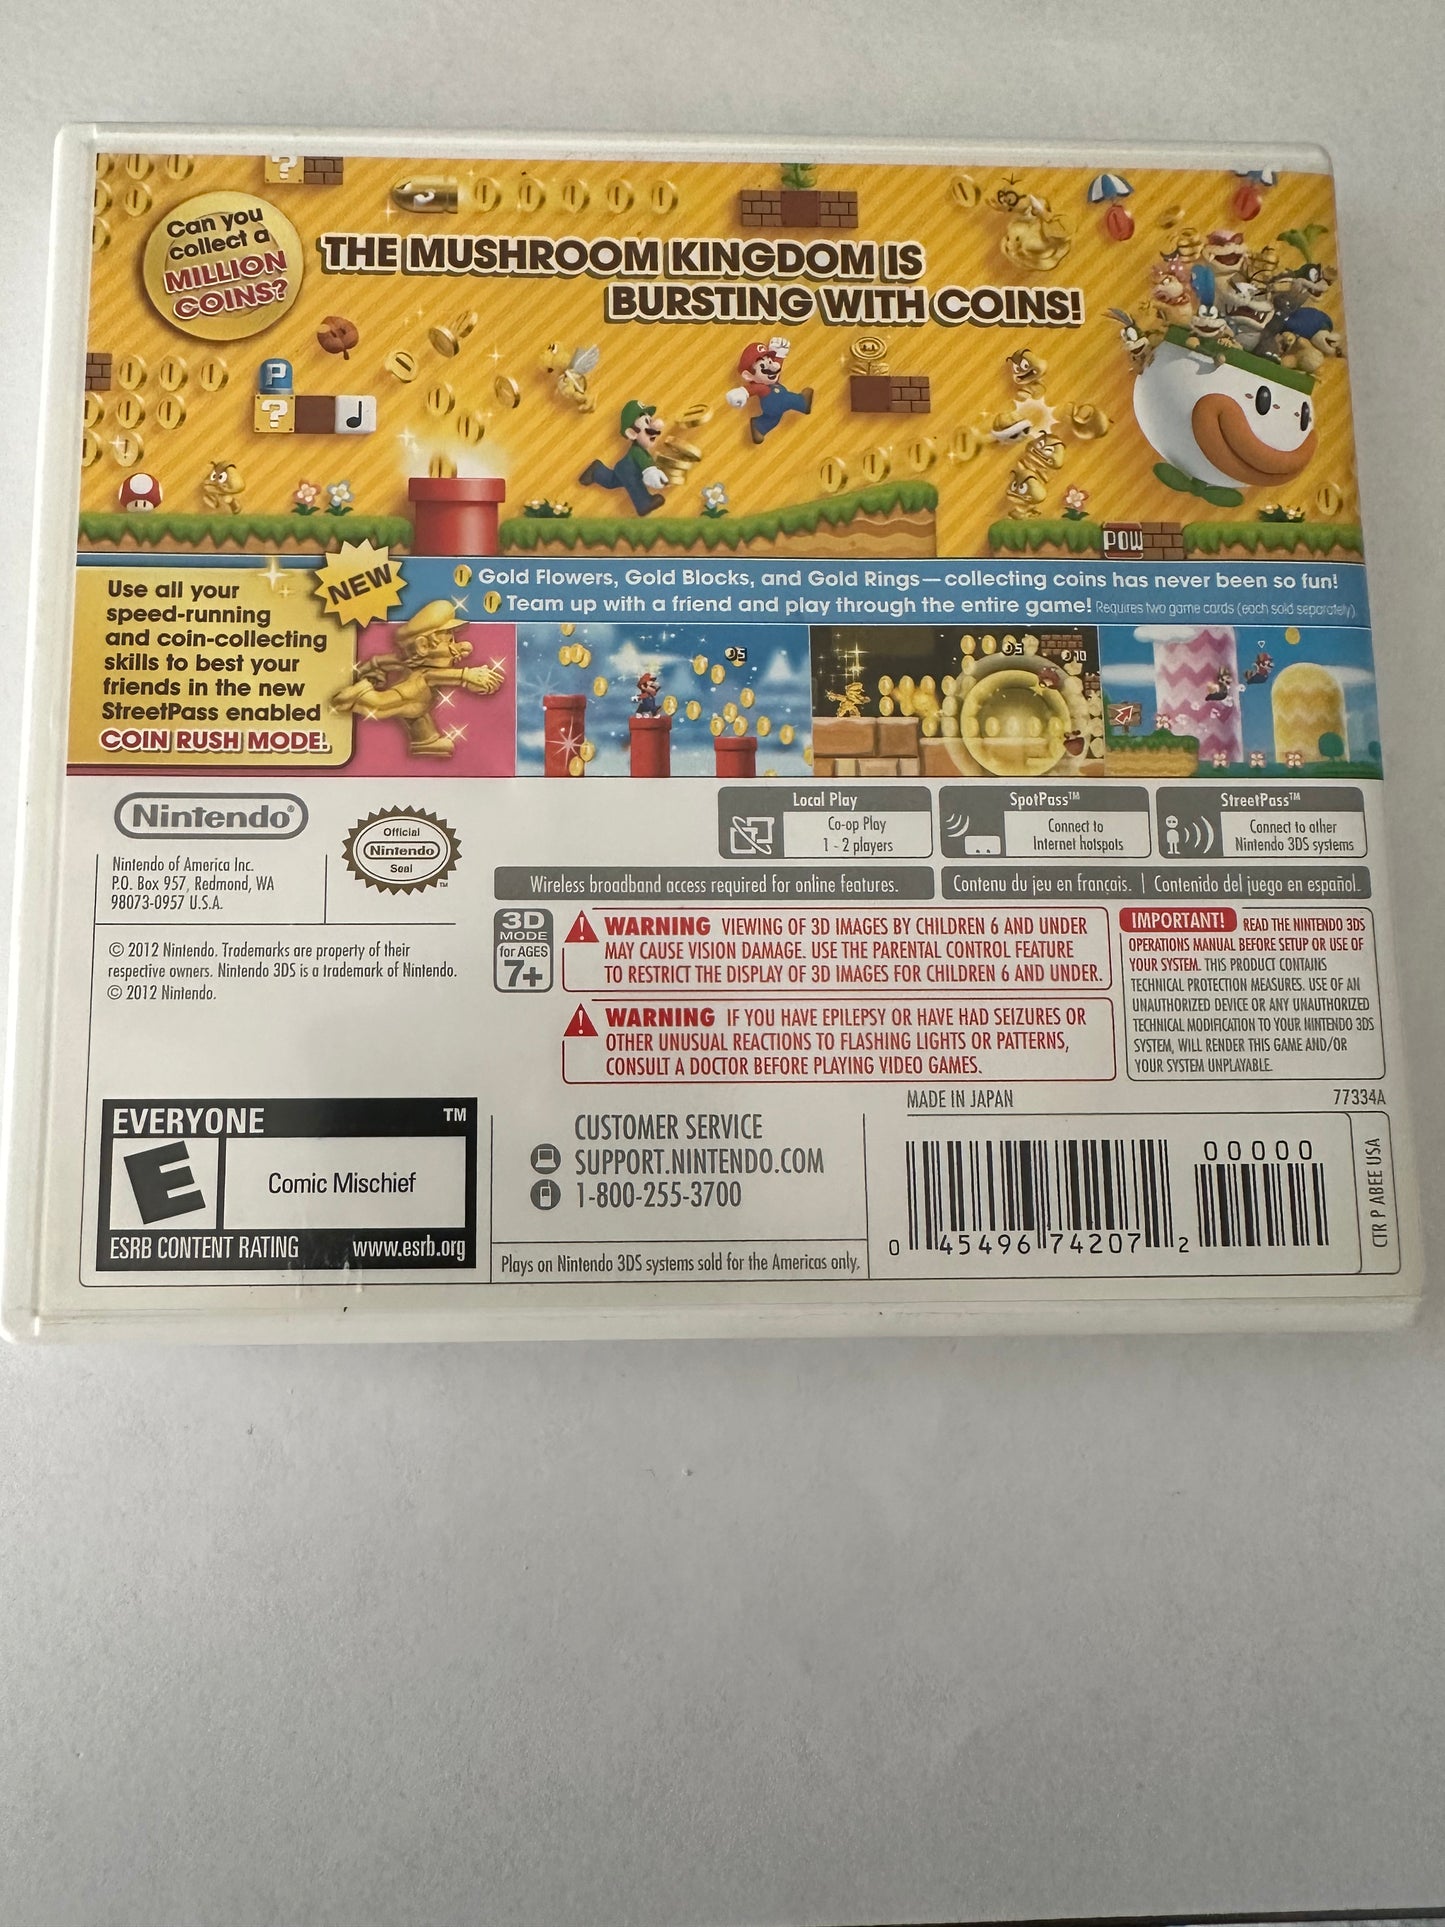 Can you
collect a
MILLION
COINS?
THE MUSHROOM KINGDOM IS
BURSTING WITH COINS!
?
P
?
POW
NEW
Use all your
speed-running
and coin-collecting
skills to best your
friends in the new
StreetPass enabled
COIN RUSH MODE!
Gold Flowers, Gold Blocks, and Gold Rings—collecting coins has never been so fun!
Team up with a friend and play through the entire game! Requires two game cards (each sold separately)
05
05
10
Nintendo®
Official
Nintendo
Seal
TM
Nintendo of America Inc.
P.O. Box 957, Redmond, WA
98073-0957 U.S.A.
© 2012 Nintendo. Trademarks are property of their
respective owners. Nintendo 3DS is a trademark of Nintendo.
© 2012 Nintendo.
Local Play
Co-op Play
1 - 2 players
SpotPass™
Connect to
Internet hotspots
StreetPass™
Connect to other
Nintendo 3DS systems
Wireless broadband access required for online features.
Contenu du jeu en français. | Contenido del juego en español.
3D
MODE
for AGES
7+
WARNING VIEWING OF 3D IMAGES BY CHILDREN 6 AND UNDER
MAY CAUSE VISION DAMAGE. USE THE PARENTAL CONTROL FEATURE
TO RESTRICT THE DISPLAY OF 3D IMAGES FOR CHILDREN 6 AND UNDER.
WARNING IF YOU HAVE EPILEPSY OR HAVE HAD SEIZURES OR
OTHER UNUSUAL REACTIONS TO FLASHING LIGHTS OR PATTERNS,
CONSULT A DOCTOR BEFORE PLAYING VIDEO GAMES.
IMPORTANT! READ THE NINTENDO 3DS
OPERATIONS MANUAL BEFORE SETUP OR USE OF
YOUR SYSTEM. THIS PRODUCT CONTAINS
TECHNICAL PROTECTION MEASURES. USE OF AN
UNAUTHORIZED DEVICE OR ANY UNAUTHORIZED
TECHNICAL MODIFICATION TO YOUR NINTENDO 3DS
SYSTEM, WILL RENDER THIS GAME AND/OR
YOUR SYSTEM UNPLAYABLE.
EVERYONE ™
E
Comic Mischief
ESRB CONTENT RATING www.esrb.org
CUSTOMER SERVICE
SUPPORT.NINTENDO.COM
1-800-255-3700
Plays on Nintendo 3DS systems sold for the Americas only.
MADE IN JAPAN
77334A
00000
0 45496 74207 2
CTR P ABEE USA